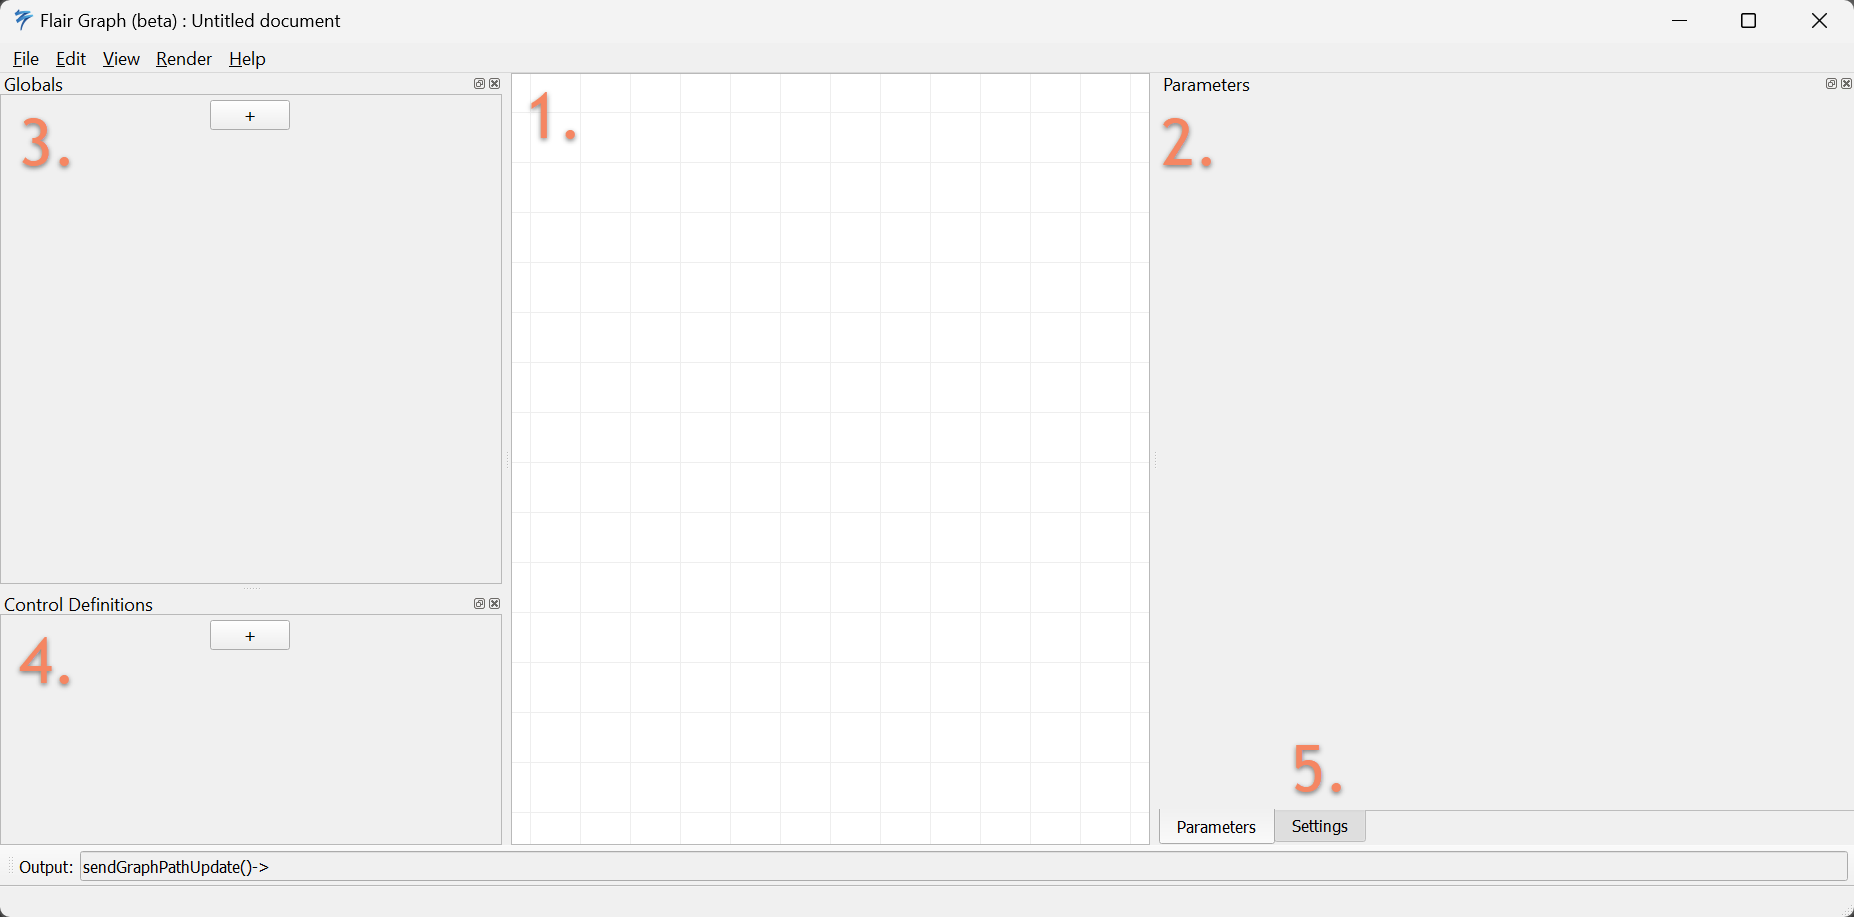 Flair Graph (beta) : Untitled document
File Edit View Render Help
Globals
+
3.
1.
Parameters
2.
Control Definitions
+
4.
5.
Parameters Settings
Output: sendGraphPathUpdate()->